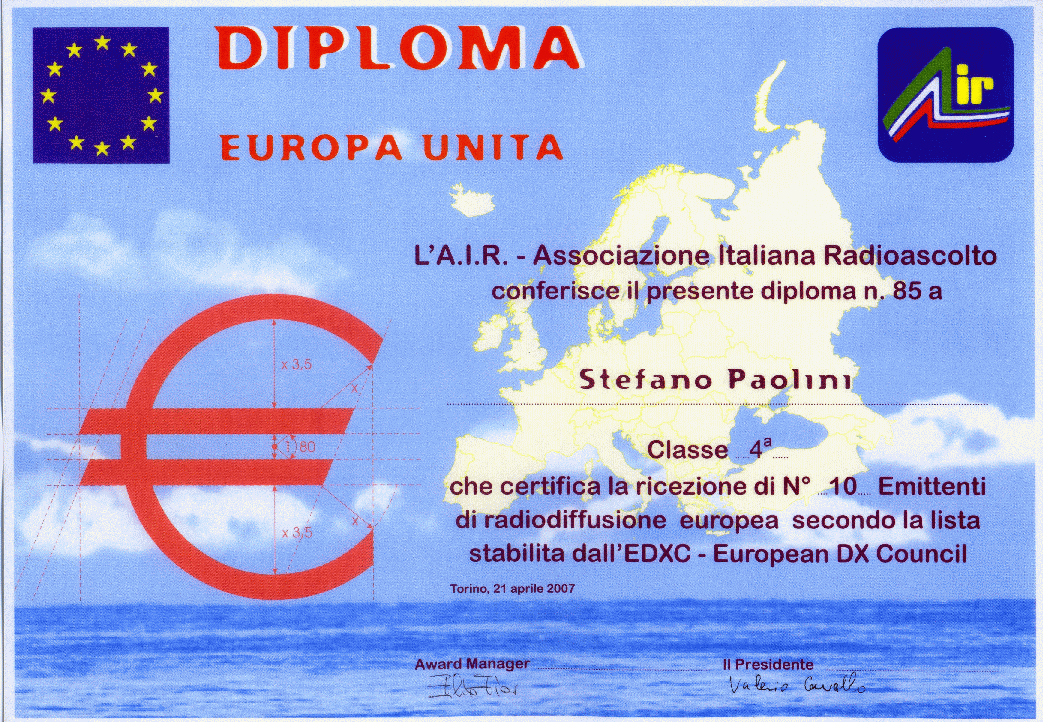 DIPLOMA
EUROPA UNITA
ir
L'A.I.R. - Associazione Italiana Radioascolto
conferisce il presente diploma n. 85 a
Stefano Paolini
Classe 4ª
che certifica la ricezione di N° 10 Emittenti
di radiodiffusione europea secondo la lista
stabilita dall'EDXC - European DX Council
Torino, 21 aprile 2007
x 3,5
x
80
x
x 3,5
Award Manager
Il Presidente
Valerio Cavallo